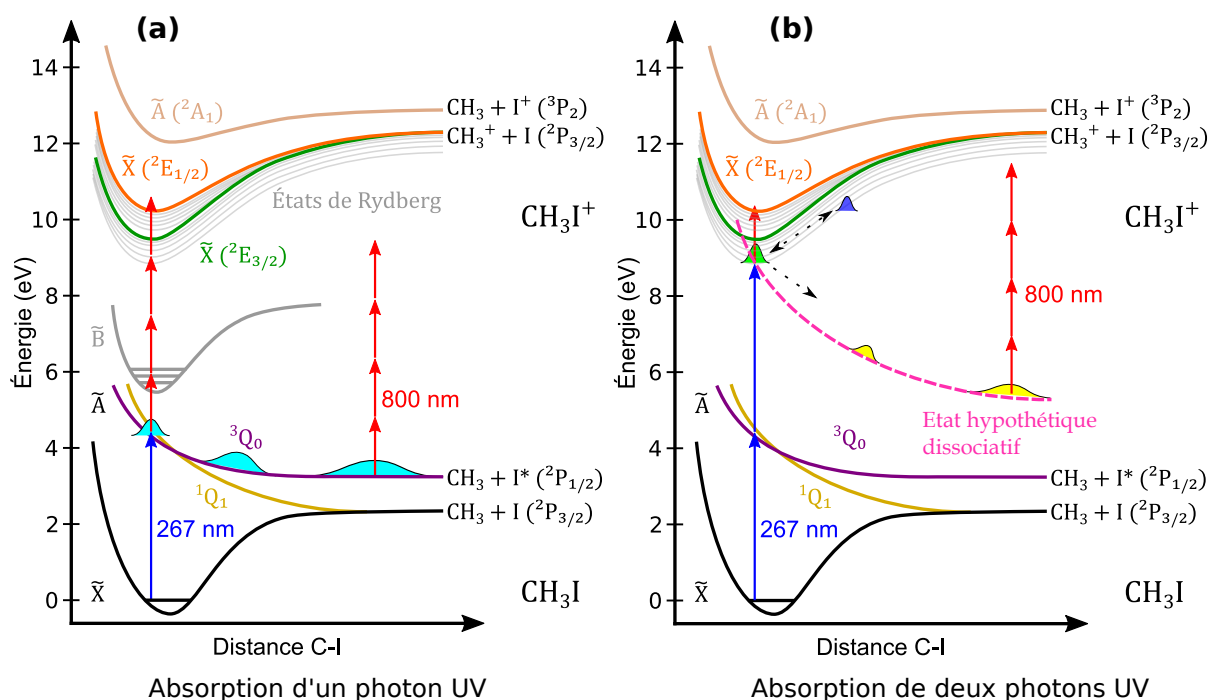 (a)
14
12
10
8
6
4
2
0
Énergie (eV)
Ã (²A₁)
X̃ (²E₁/₂)
États de Rydberg
X̃ (²E₃/₂)
B̃
Ã
³Q₀
¹Q₁
800 nm
267 nm
X̃
CH₃ + I⁺ (³P₂)
CH₃⁺ + I (²P₃/₂)
CH₃I⁺
CH₃ + I* (²P₁/₂)
CH₃ + I (²P₃/₂)
CH₃I
Distance C-I
Absorption d'un photon UV
(b)
14
12
10
8
6
4
2
0
Énergie (eV)
Ã (²A₁)
X̃ (²E₁/₂)
800 nm
Etat hypothétique
dissociatif
Ã
³Q₀
¹Q₁
267 nm
X̃
CH₃ + I⁺ (³P₂)
CH₃⁺ + I (²P₃/₂)
CH₃I⁺
CH₃ + I* (²P₁/₂)
CH₃ + I (²P₃/₂)
CH₃I
Distance C-I
Absorption de deux photons UV